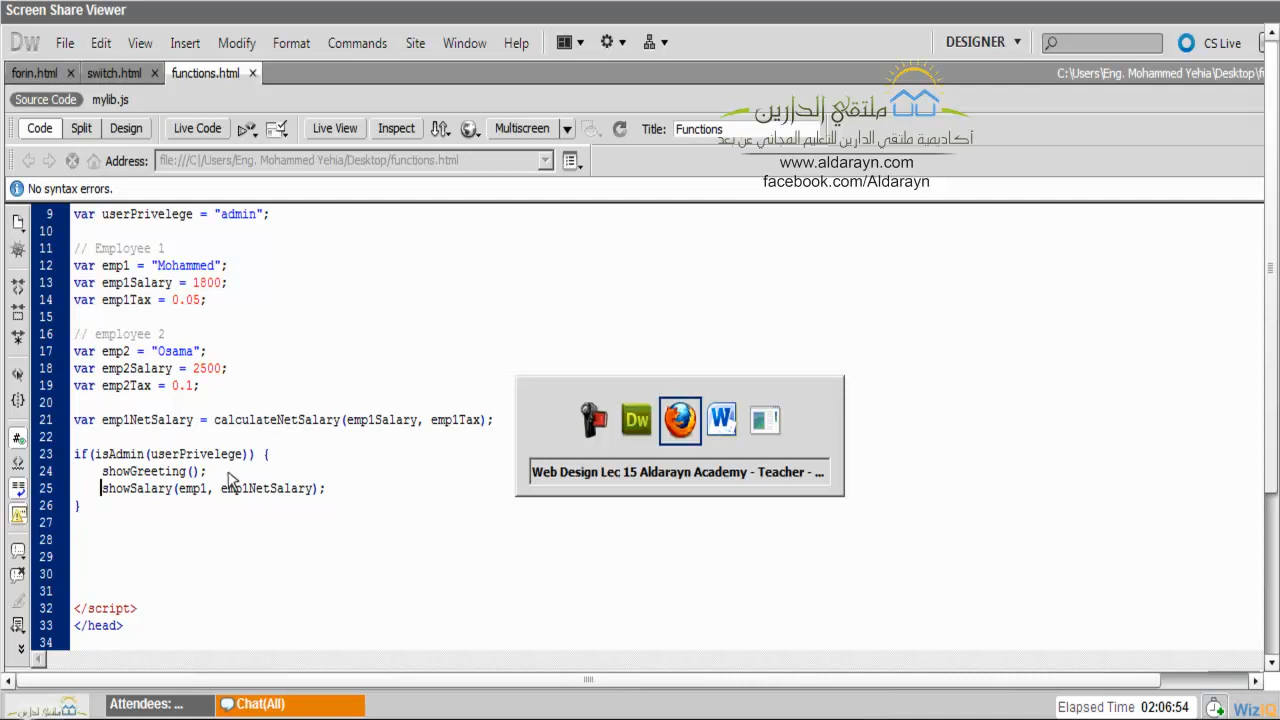 Screen Share Viewer
Dw File Edit View Insert Modify Format Commands Site Window Help DESIGNER CS Live
forin.html × switch.html × functions.html × C:\Users\Eng. Mohammed Yehia\Desktop\fu
Source Code mylib.js
ملتقي الدارين
Code Split Design Live Code Live View Inspect Multiscreen Title: Functions
أكاديمية ملتقي الدارين للتعليم المجاني عن بعد
Address: file:///C|/Users/Eng. Mohammed Yehia/Desktop/functions.html
www.aldarayn.com
facebook.com/Aldarayn
No syntax errors.
9 var userPrivelege = "admin";
10
11 // Employee 1
12 var emp1 = "Mohammed";
13 var emp1Salary = 1800;
14 var emp1Tax = 0.05;
15
16 // employee 2
17 var emp2 = "Osama";
18 var emp2Salary = 2500;
19 var emp2Tax = 0.1;
20
21 var emp1NetSalary = calculateNetSalary(emp1Salary, emp1Tax);
22
23 if(isAdmin(userPrivelege)) {
24 showGreeting();
25 showSalary(emp1, emp1NetSalary);
26 }
27
28
29
30
31
32 </script>
33 </head>
34
Dw W
Web Design Lec 15 Aldarayn Academy - Teacher - ...
Attendees: ... Chat(All) Elapsed Time 02:06:54 WizIQ